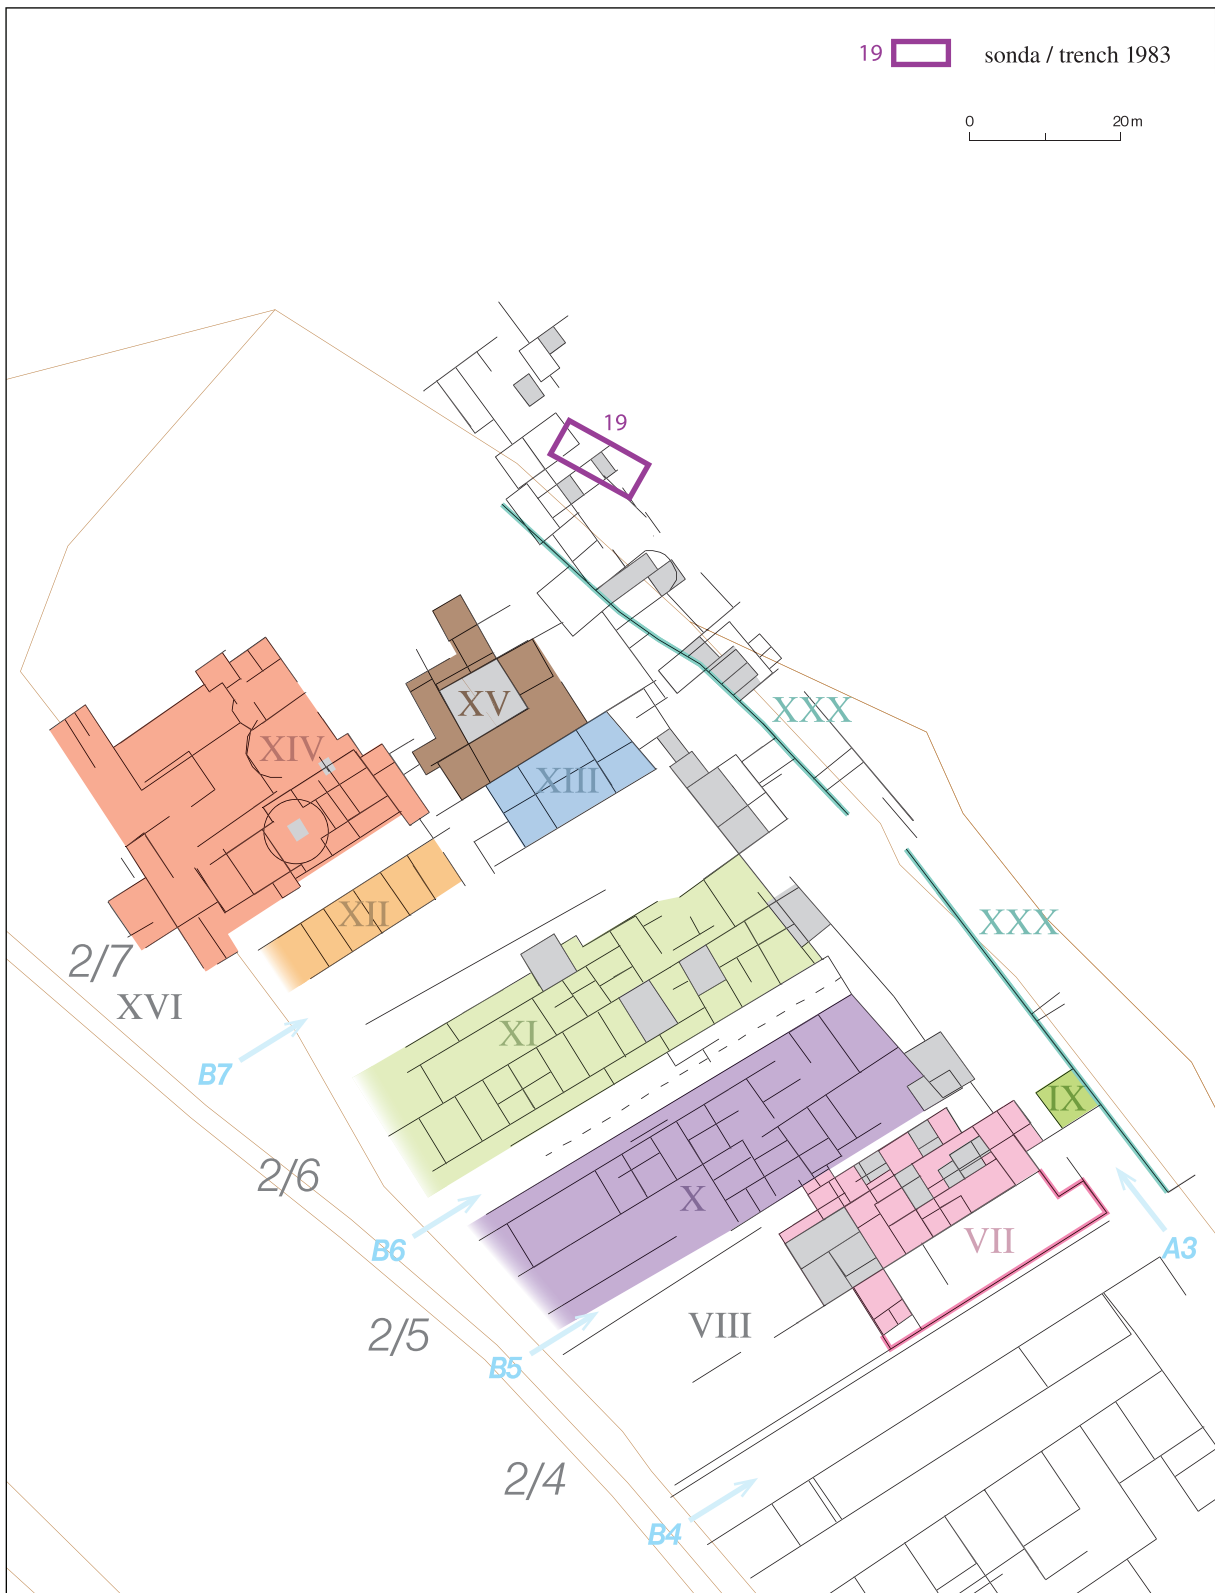 19 sonda / trench 1983
0 20 m
19
XXX
XV
XIV
XIII
XII
XXX
2/7
XVI
XI
B7
IX
2/6
X
B6
VII
A3
VIII
2/5
B5
2/4
B4